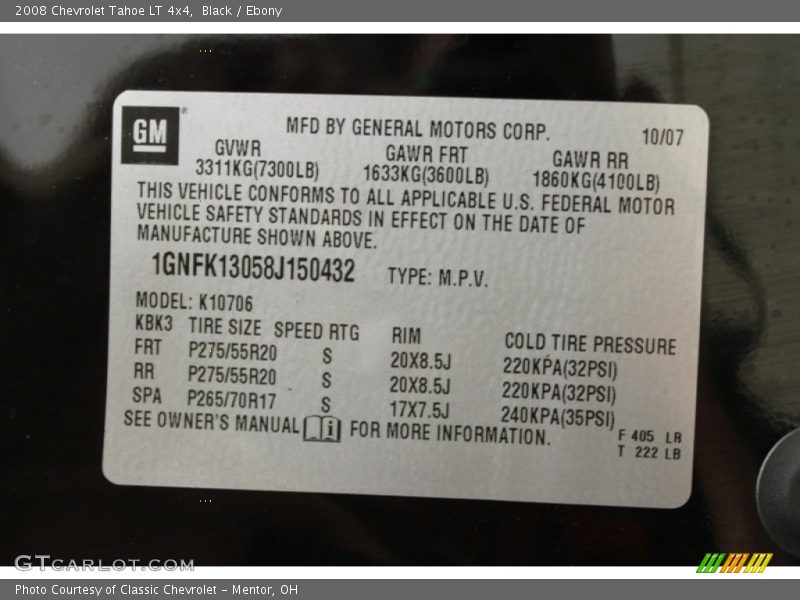 2008 Chevrolet Tahoe LT 4x4, Black / Ebony
GM
MFD BY GENERAL MOTORS CORP. 10/07
GVWR GAWR FRT GAWR RR
3311KG(7300LB) 1633KG(3600LB) 1860KG(4100LB)
THIS VEHICLE CONFORMS TO ALL APPLICABLE U.S. FEDERAL MOTOR
VEHICLE SAFETY STANDARDS IN EFFECT ON THE DATE OF
MANUFACTURE SHOWN ABOVE.
1GNFK13058J150432 TYPE: M.P.V.
MODEL: K10706
KBK3 TIRE SIZE SPEED RTG RIM COLD TIRE PRESSURE
FRT P275/55R20 S 20X8.5J 220KPA(32PSI)
RR P275/55R20 S 20X8.5J 220KPA(32PSI)
SPA P265/70R17 S 17X7.5J 240KPA(35PSI)
SEE OWNER'S MANUAL i FOR MORE INFORMATION.
F 405 LB
T 222 LB
GTCARLOT.COM
Photo Courtesy of Classic Chevrolet - Mentor, OH